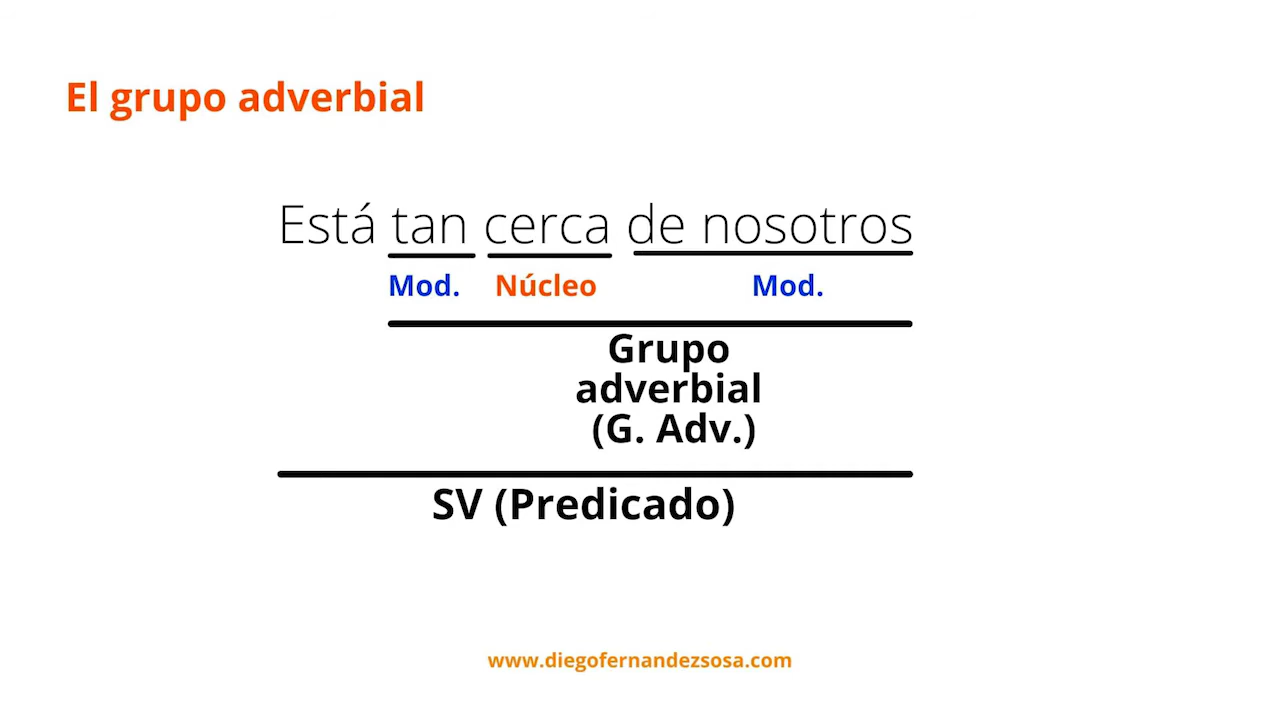 El grupo adverbial
Está tan cerca de nosotros
Mod. Núcleo Mod.
Grupo
adverbial
(G. Adv.)
SV (Predicado)
www.diegofernandezsosa.com